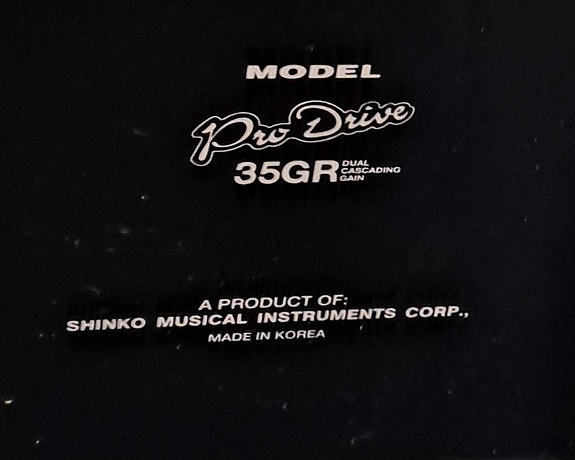 MODEL
Pro Drive
35GR DUAL
CASCADING
GAIN
A PRODUCT OF:
SHINKO MUSICAL INSTRUMENTS CORP.,
MADE IN KOREA